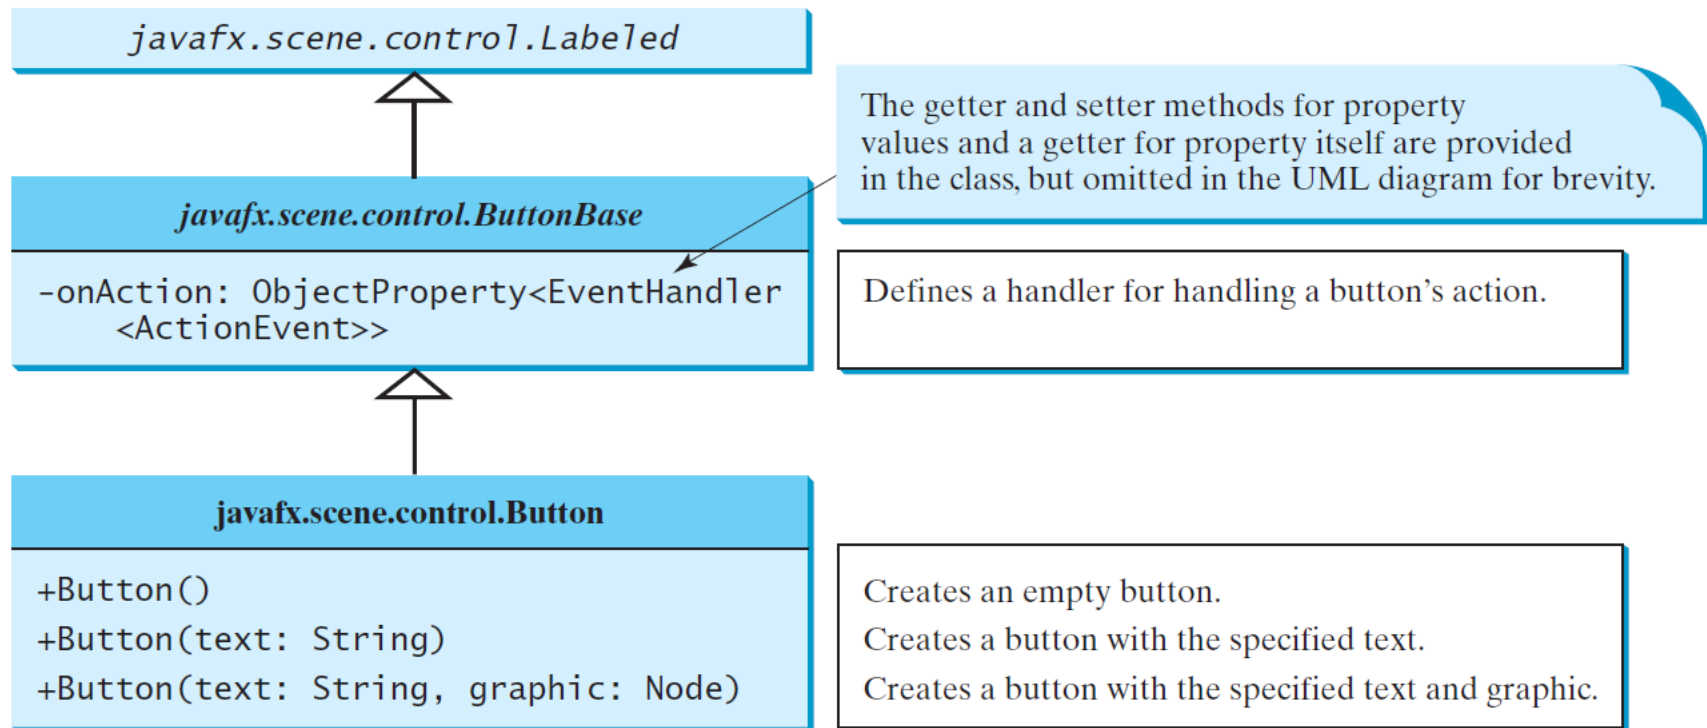 javafx.scene.control.Labeled
The getter and setter methods for property
values and a getter for property itself are provided
in the class, but omitted in the UML diagram for brevity.
javafx.scene.control.ButtonBase
-onAction: ObjectProperty<EventHandler
<ActionEvent>>
Defines a handler for handling a button’s action.
javafx.scene.control.Button
+Button()
Creates an empty button.
+Button(text: String)
Creates a button with the specified text.
+Button(text: String, graphic: Node)
Creates a button with the specified text and graphic.